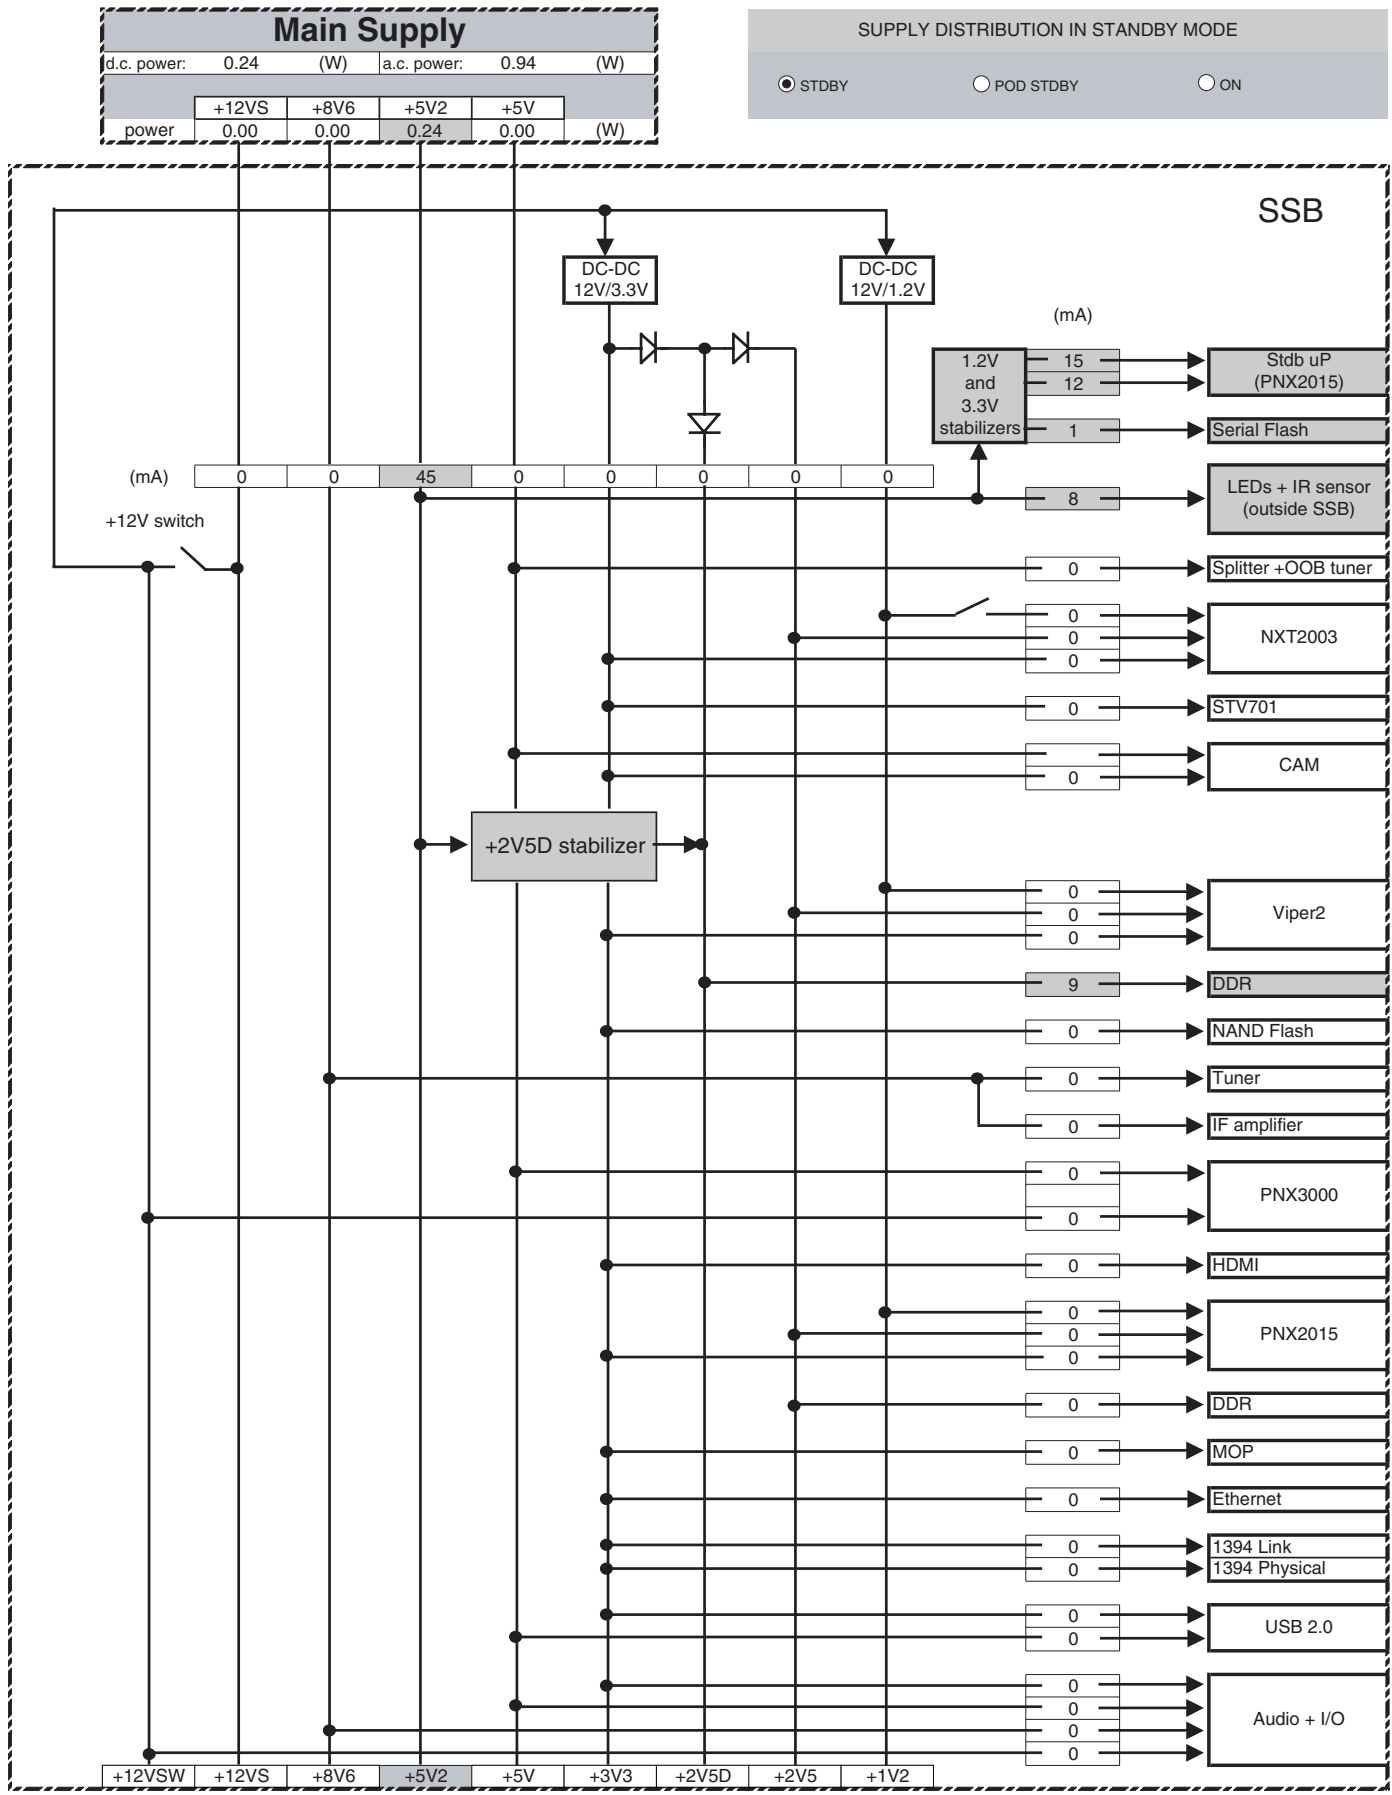 Main Supply
d.c. power: 0.24 (W) a.c. power: 0.94 (W)
+12VS +8V6 +5V2 +5V
power 0.00 0.00 0.24 0.00 (W)
SUPPLY DISTRIBUTION IN STANDBY MODE
STDBY POD STDBY ON
SSB
DC-DC
12V/3.3V
DC-DC
12V/1.2V
(mA)
1.2V
and
3.3V
stabilizers
15
12
1
Stdb uP
(PNX2015)
Serial Flash
(mA) 0 0 45 0 0 0 0 0
8
LEDs + IR sensor
(outside SSB)
+12V switch
0 Splitter +OOB tuner
0
0
0
NXT2003
0 STV701
0
CAM
+2V5D stabilizer
0
0
0
Viper2
9 DDR
0 NAND Flash
0 Tuner
0 IF amplifier
0
0
PNX3000
0 HDMI
0
0
0
PNX2015
0 DDR
0 MOP
0 Ethernet
0 1394 Link
0 1394 Physical
0
0
USB 2.0
0
0
0
0
Audio + I/O
+12VSW +12VS +8V6 +5V2 +5V +3V3 +2V5D +2V5 +1V2